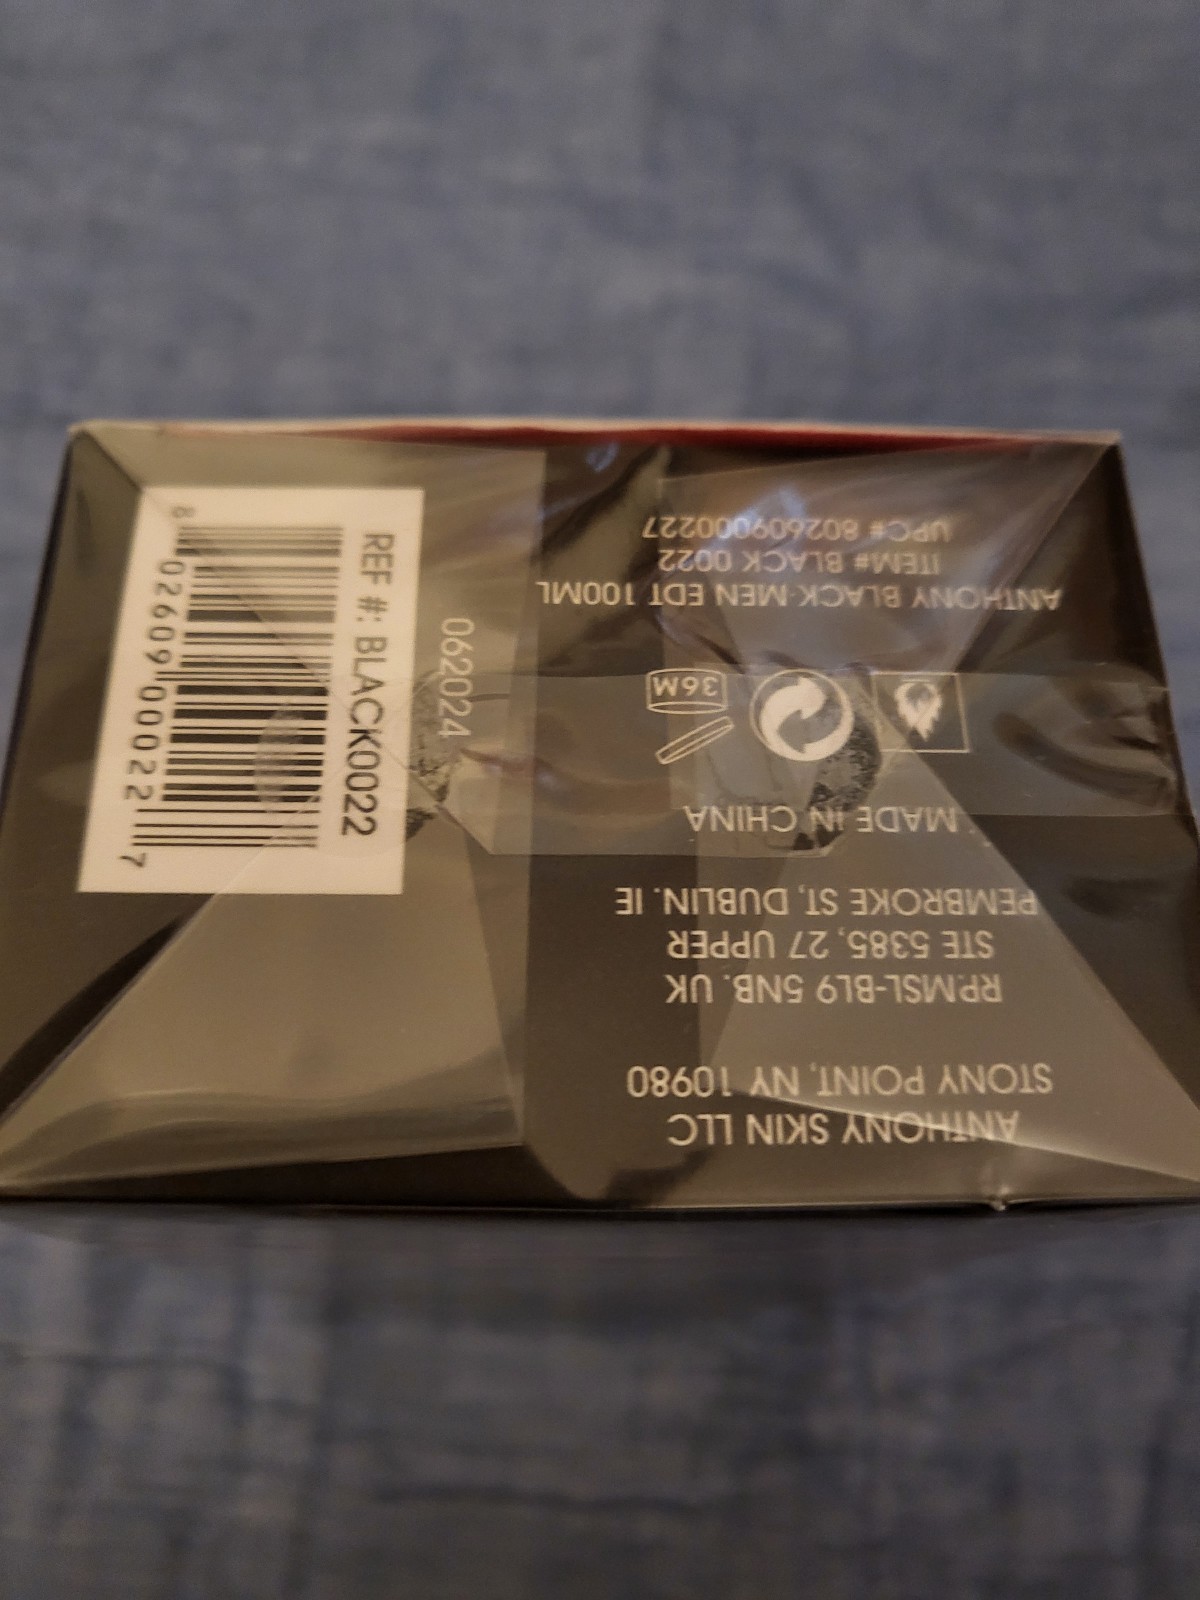 ANTHONY SKIN LLC
STONY POINT, NY 10980
RP.MSL-BL9 5NB. UK
STE 5385, 27 UPPER
PEMBROKE ST, DUBLIN. IE
MADE IN CHINA
36M
ANTHONY BLACK MEN EDT 100ML
ITEM# BLACK 0022
UPC# 802609000227
062024
REF #: BLACK0022
8 02609 00022 7